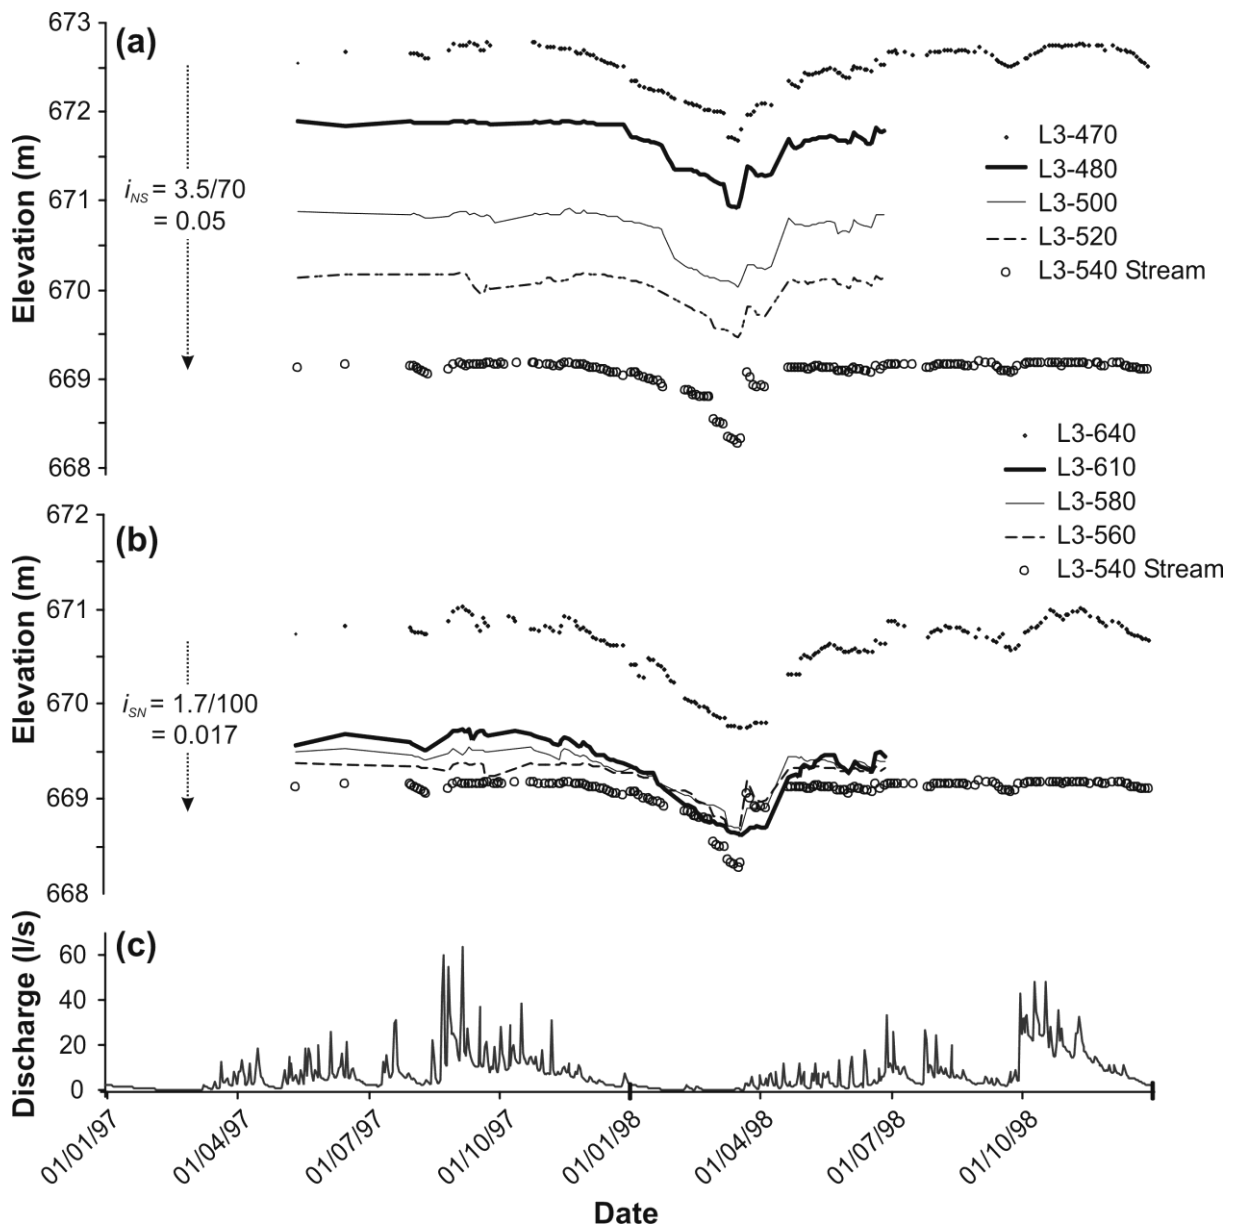 (a)
673
672
671
670
669
668
Elevation (m)
i_NS = 3.5/70
= 0.05
L3-470
L3-480
L3-500
L3-520
L3-540 Stream
(b)
672
671
670
669
668
Elevation (m)
i_SN = 1.7/100
= 0.017
L3-640
L3-610
L3-580
L3-560
L3-540 Stream
(c)
60
40
20
0
Discharge (l/s)
01/01/97
01/04/97
01/07/97
01/10/97
01/01/98
01/04/98
01/07/98
01/10/98
Date